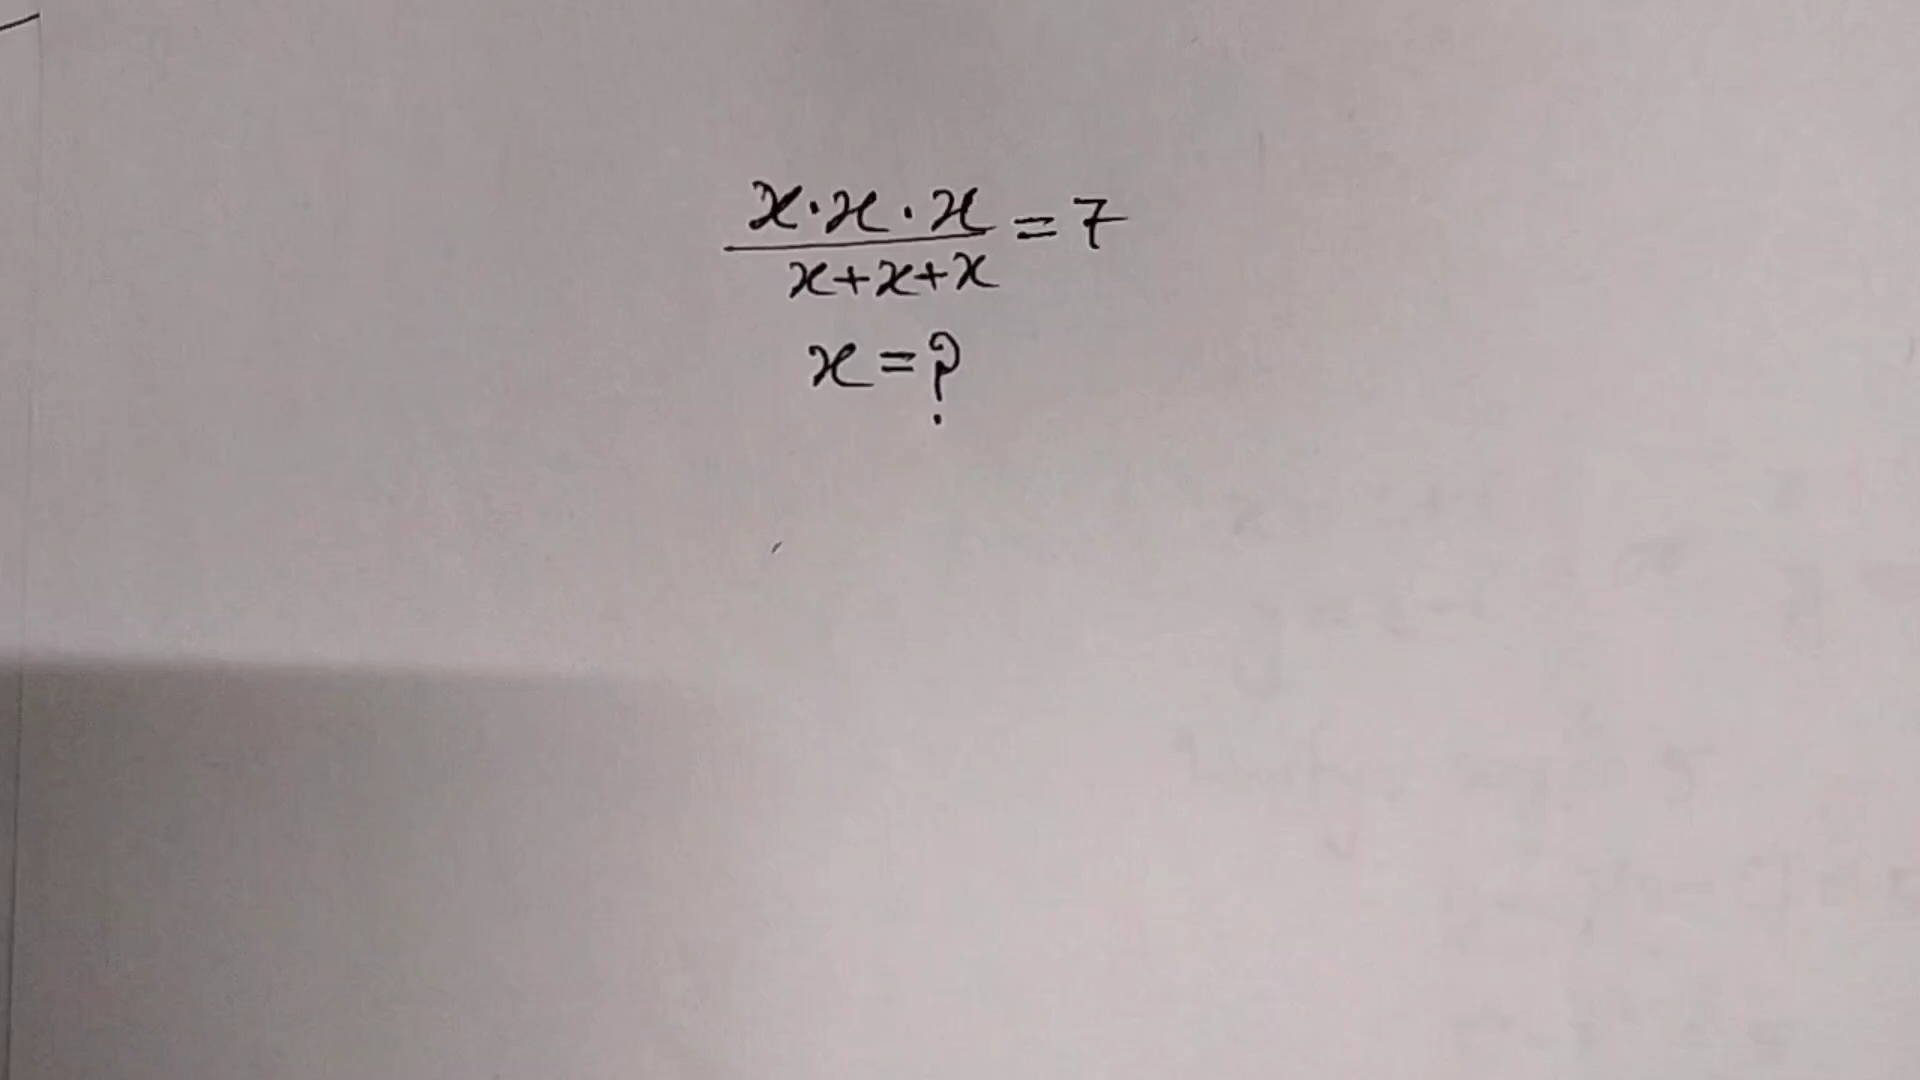 x·x·x/x+x+x = 7
x = ?